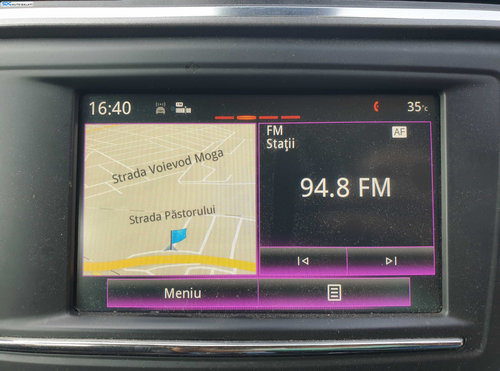 16:40
35°C
Strada Voievod Moga
Strada Păstorului
FM
AF
Stații
94.8 FM
Meniu